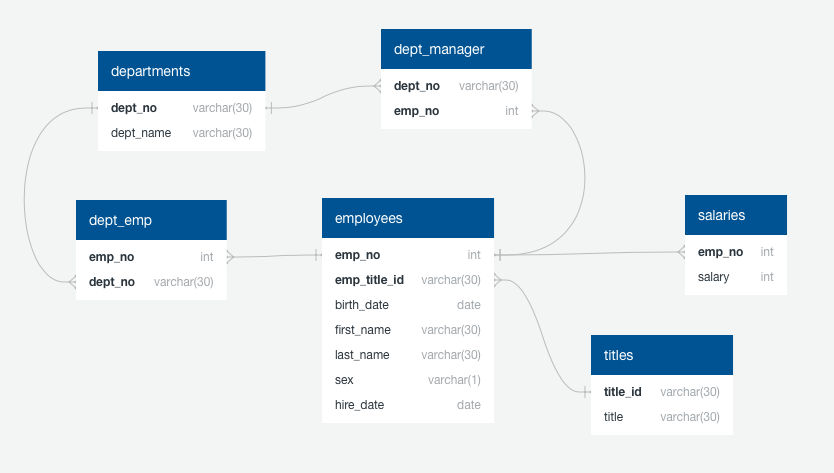 departments
dept_no varchar(30)
dept_name varchar(30)
dept_manager
dept_no varchar(30)
emp_no int
dept_emp
emp_no int
dept_no varchar(30)
employees
emp_no int
emp_title_id varchar(30)
birth_date date
first_name varchar(30)
last_name varchar(30)
sex varchar(1)
hire_date date
salaries
emp_no int
salary int
titles
title_id varchar(30)
title varchar(30)